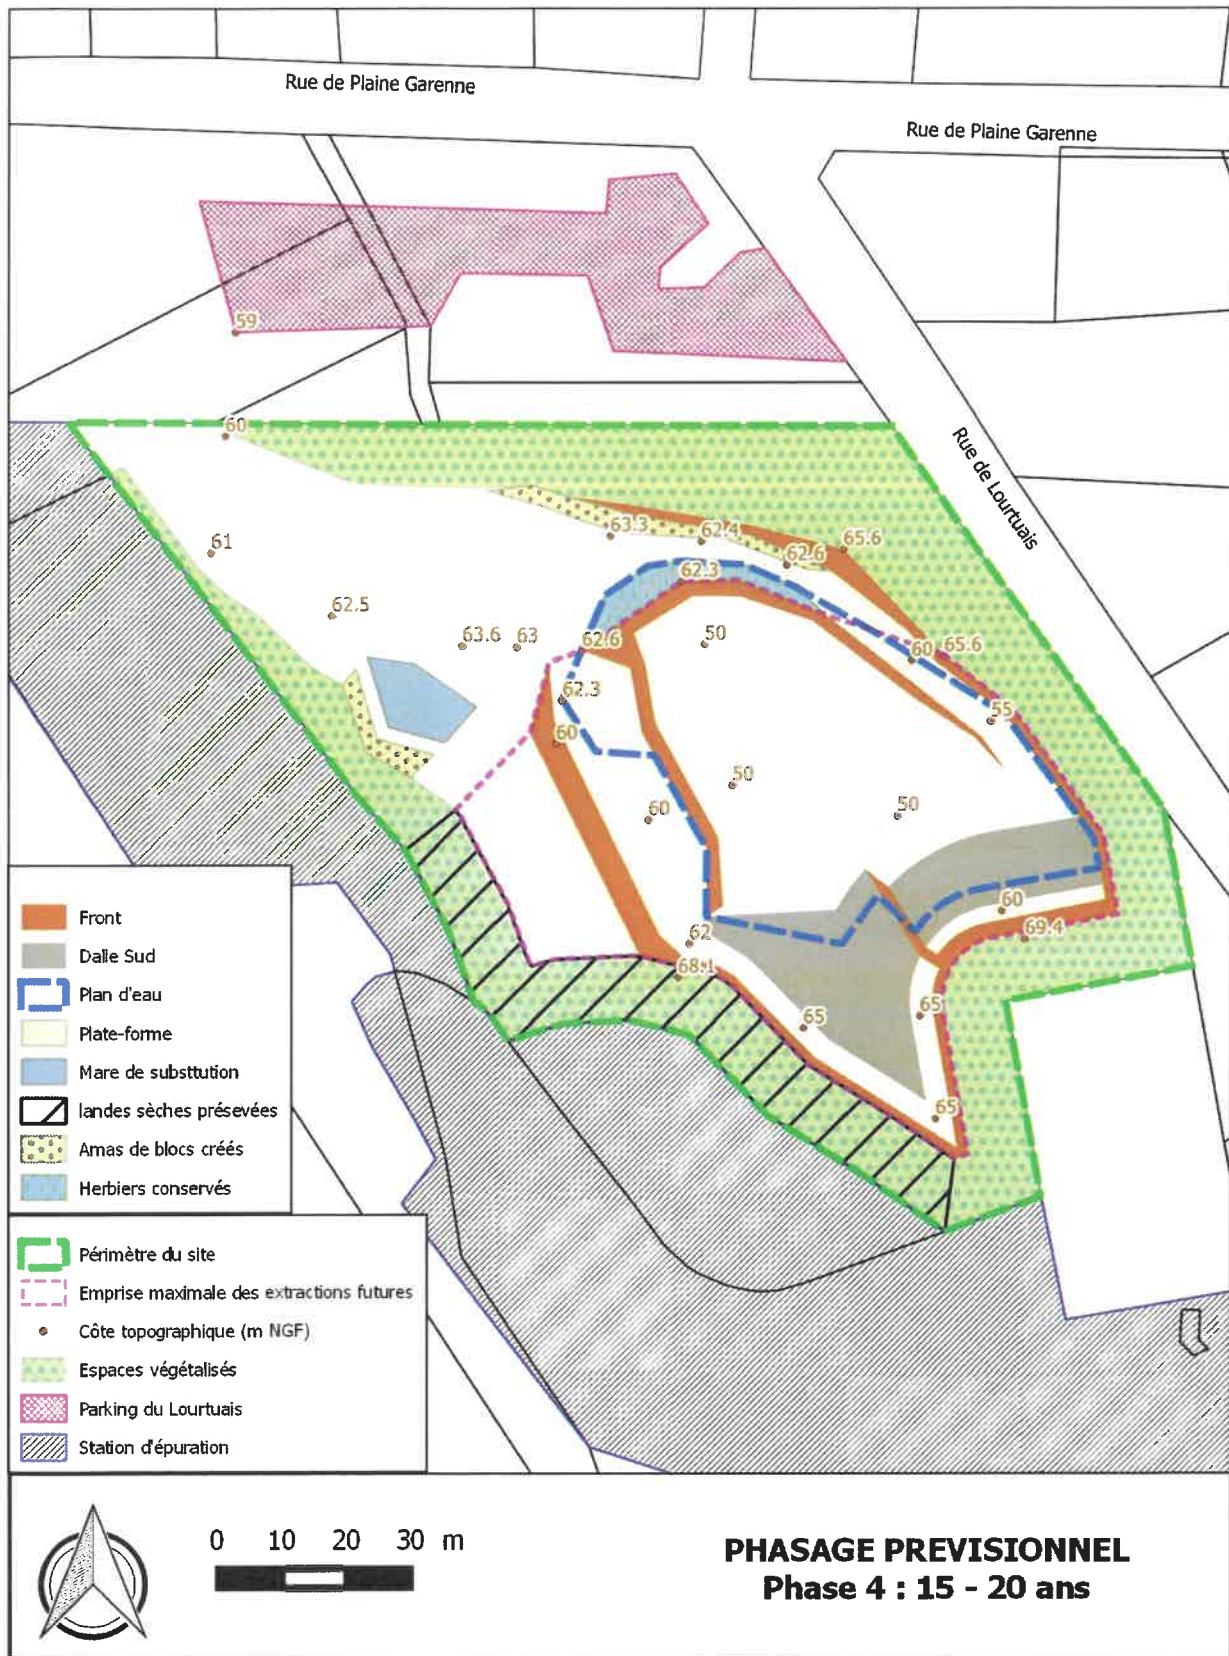 Rue de Plaine Garenne
Rue de Plaine Garenne
59
60
Rue de Lourtuais
61
63.3
62.4
62.6
65.6
62.3
62.5
63.6
63
62.6
50
60
65.6
62.3
55
60
50
60
50
62
68.1
60
69.4
65
65
65
Front
Dalle Sud
Plan d'eau
Plate-forme
Mare de substtution
landes sèches présevées
Amas de blocs créés
Herbiers conservés
Périmètre du site
Emprise maximale des extractions futures
Côte topographique (m NGF)
Espaces végétalisés
Parking du Lourtuais
Station d'épuration
0 10 20 30 m
PHASAGE PREVISIONNEL
Phase 4 : 15 - 20 ans